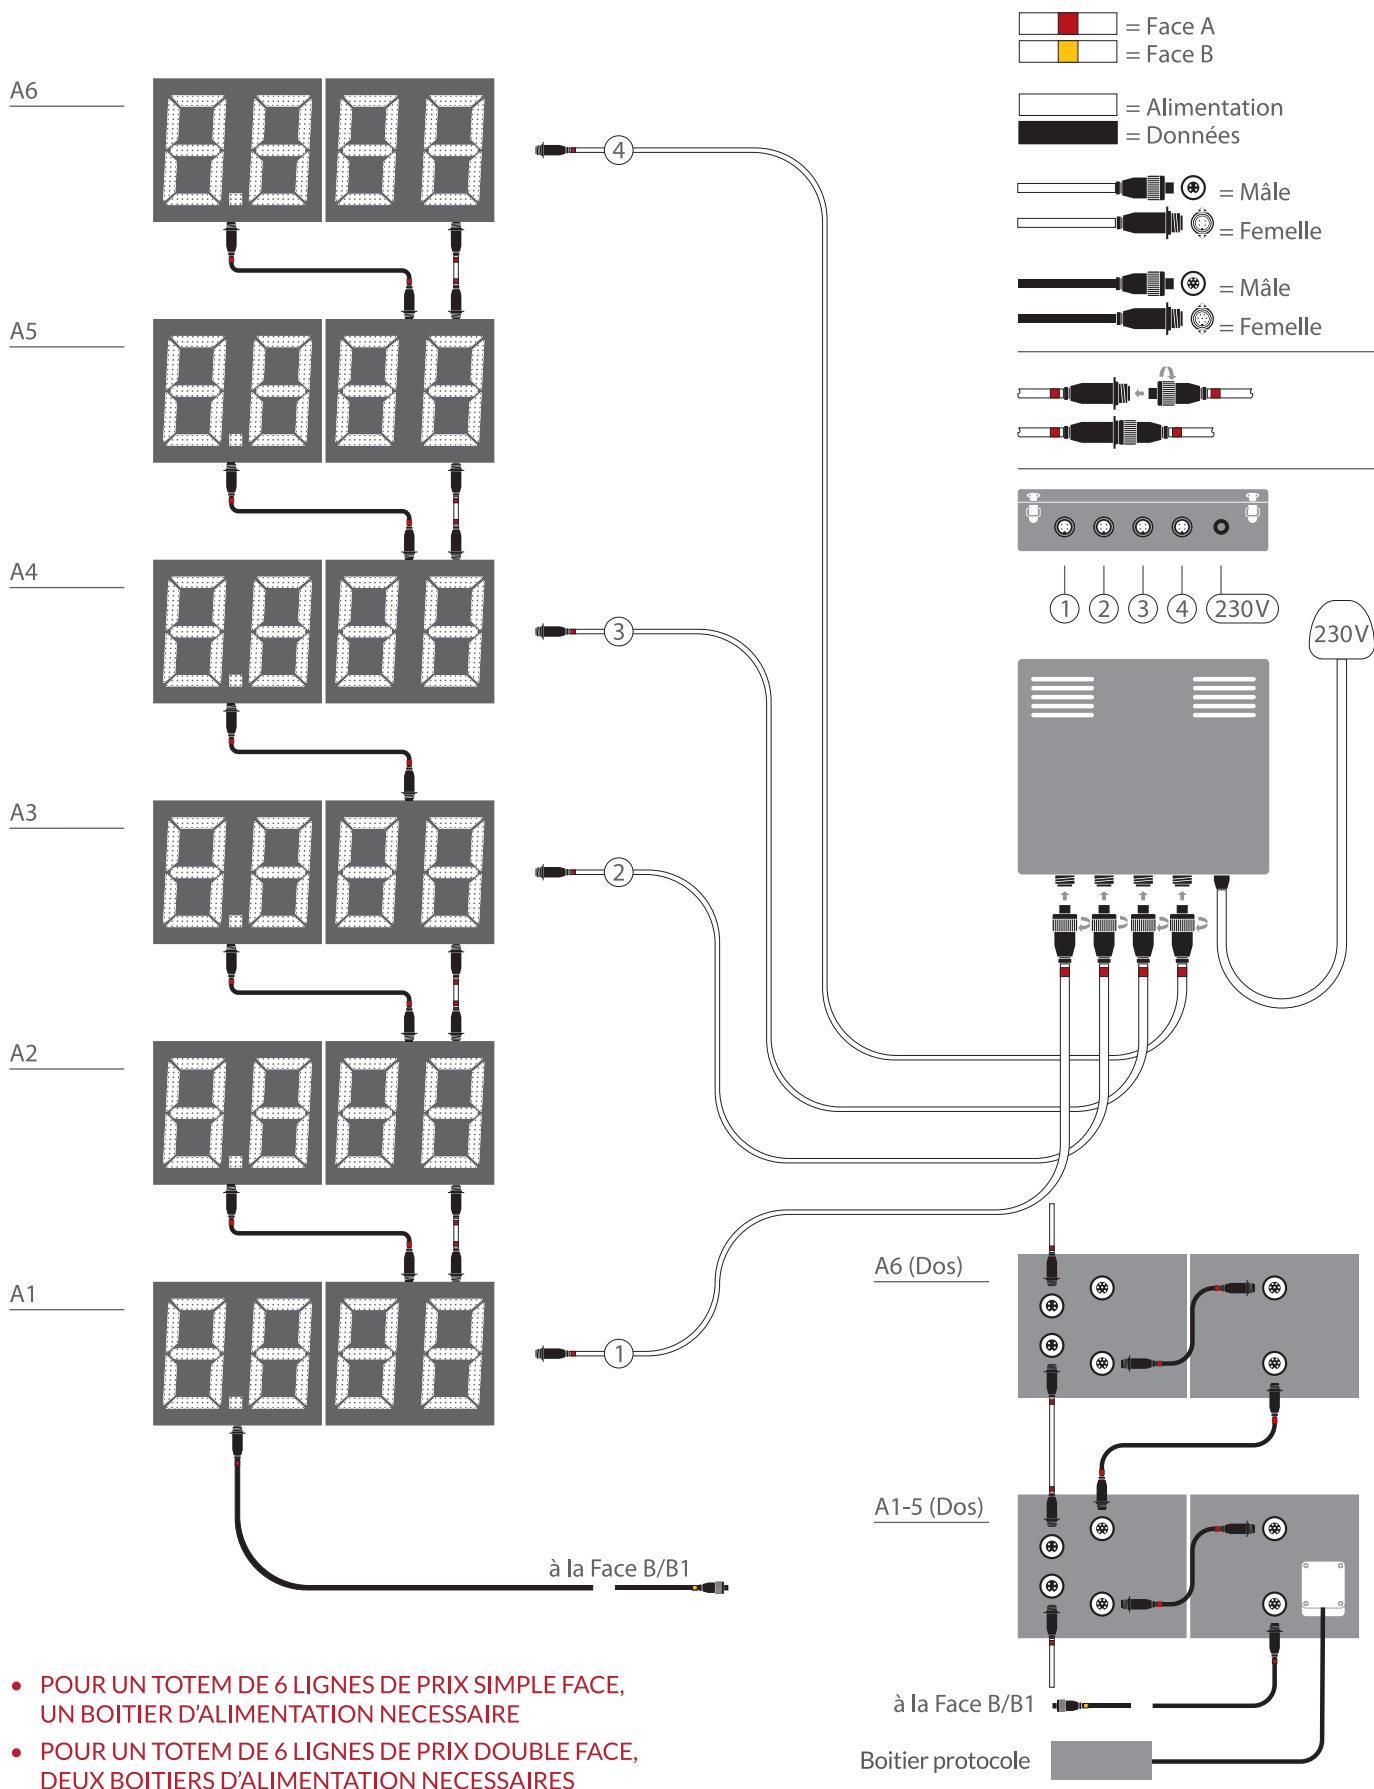 = Face A
= Face B
= Alimentation
= Données
= Mâle
= Femelle
= Mâle
= Femelle
A6
4
A5
A4
3
1 2 3 4 230V
230V
A3
2
A2
A1
1
A6 (Dos)
A1-5 (Dos)
à la Face B/B1
à la Face B/B1
Boitier protocole
• POUR UN TOTEM DE 6 LIGNES DE PRIX SIMPLE FACE,
UN BOITIER D'ALIMENTATION NECESSAIRE
• POUR UN TOTEM DE 6 LIGNES DE PRIX DOUBLE FACE,
DEUX BOITIERS D'ALIMENTATION NECESSAIRES